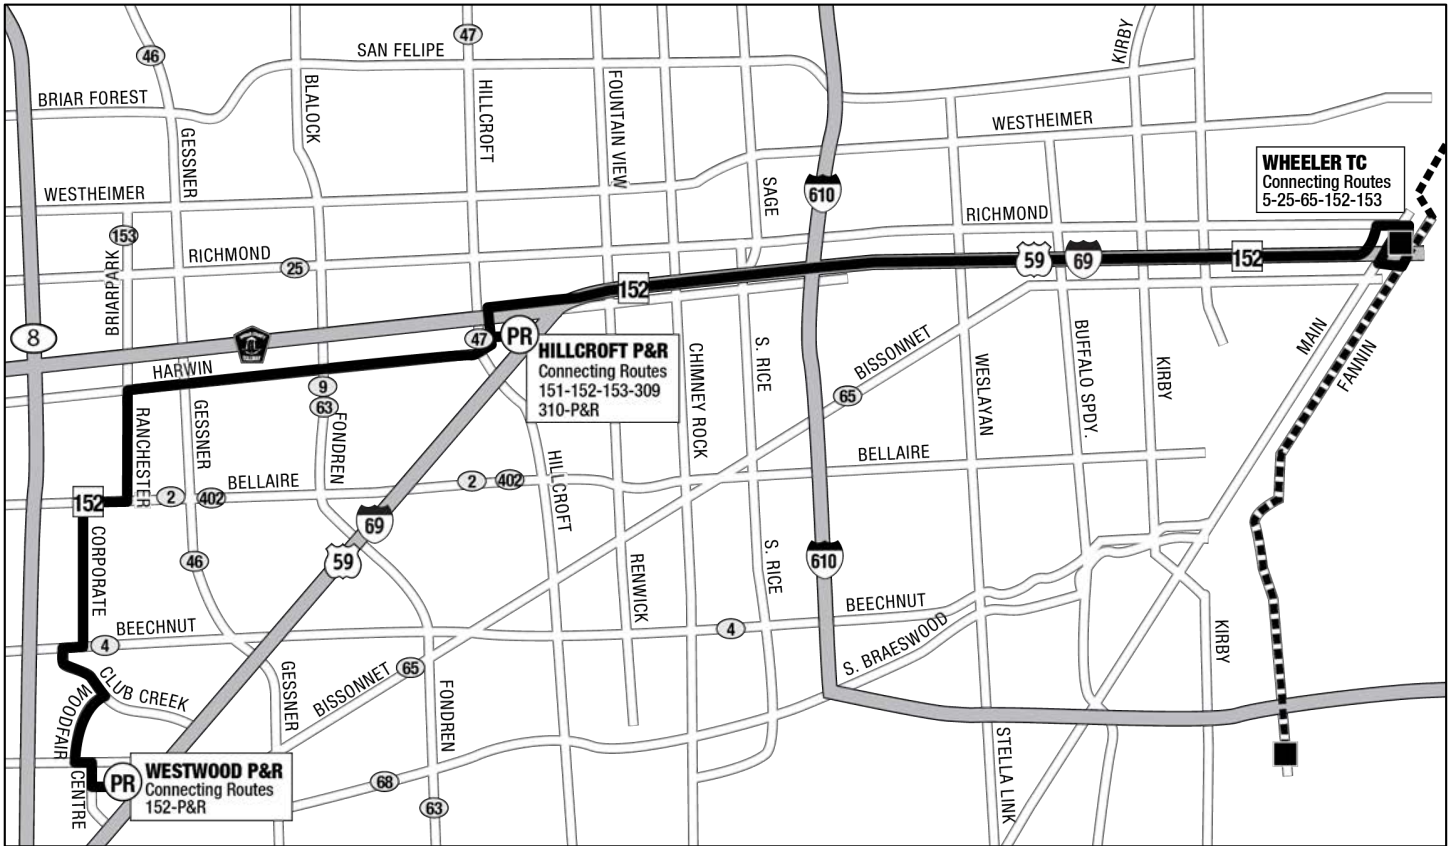 46
47
SAN FELIPE
KIRBY
BRIAR FOREST
BLALOCK
HILLCROFT
FOUNTAIN VIEW
WESTHEIMER
GESSNER
WHEELER TC
Connecting Routes
5-25-65-152-153
WESTHEIMER
SAGE
610
RICHMOND
153
BRIARPARK
RICHMOND
25
59
69
152
152
8
47
PR
HILLCROFT P&R
Connecting Routes
151-152-153-309
310-P&R
HARWIN
9
63
CHIMNEY ROCK
S. RICE
BISSONNET
65
WESLAYAN
BUFFALO SPDY.
KIRBY
MAIN
FANNIN
RANCHESTER
GESSNER
FONDREN
BELLAIRE
BELLAIRE
2
402
2
402
152
HILLCROFT
69
59
CORPORATE
46
RENWICK
S. RICE
610
BEECHNUT
BEECHNUT
4
4
S. BRAESWOOD
KIRBY
CLUB CREEK
WOODFAIR
GESSNER
BISSONNET
65
FONDREN
STELLA LINK
CENTRE
PR
WESTWOOD P&R
Connecting Routes
152-P&R
68
63